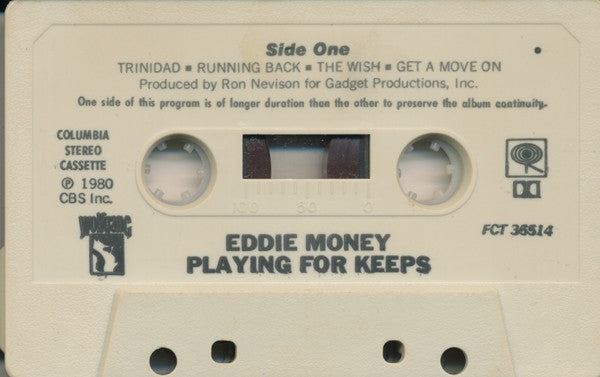 Side One
TRINIDAD ■ RUNNING BACK ■ THE WISH ■ GET A MOVE ON
Produced by Ron Nevison for Gadget Productions, Inc.
One side of this program is of longer duration than the other to preserve the album continuity.
COLUMBIA
STEREO
CASSETTE
℗ 1980
CBS Inc.
100 50 0
wolfgang
FCT 36514
EDDIE MONEY
PLAYING FOR KEEPS